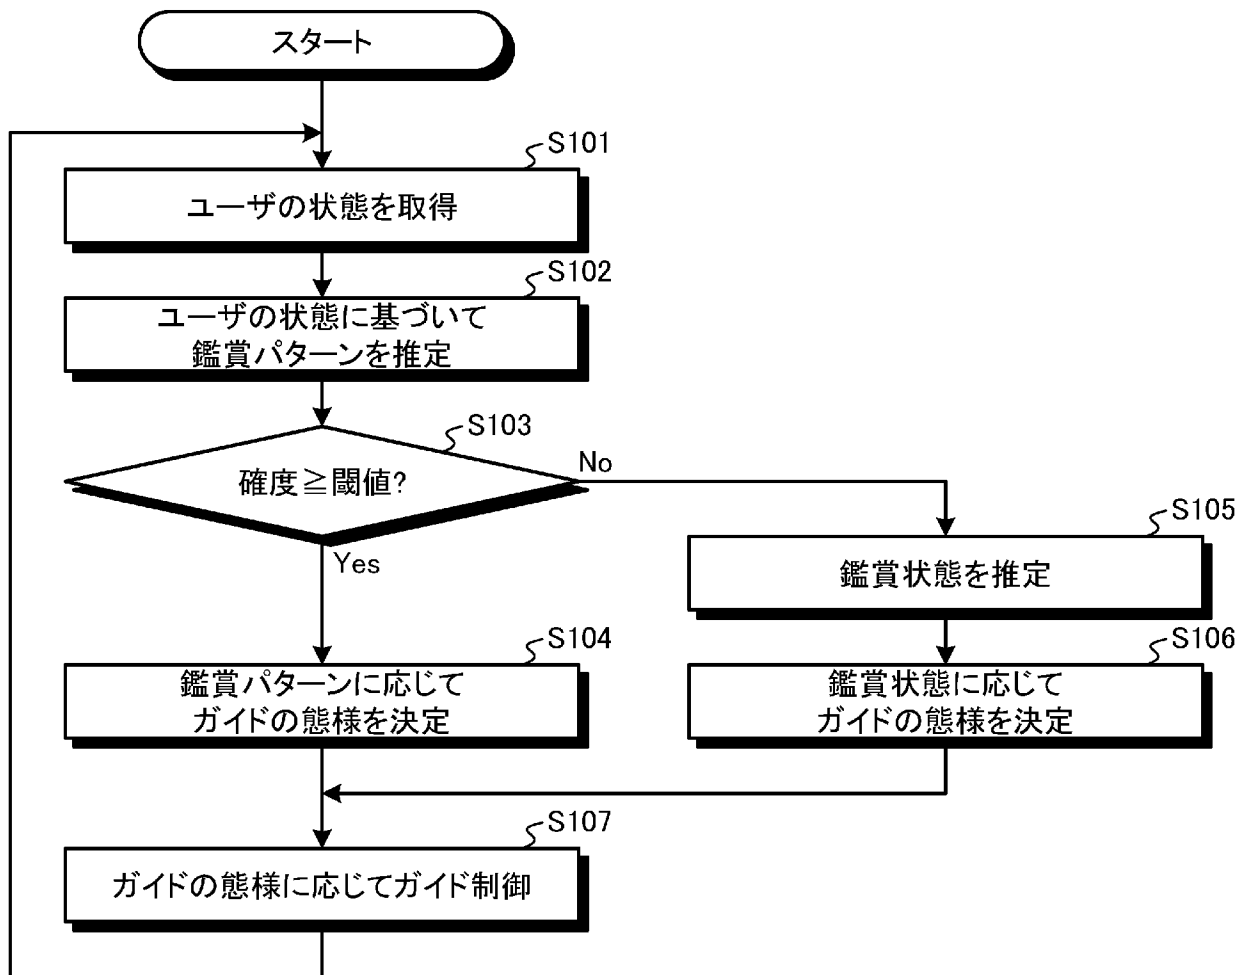 スタート
S101
ユーザの状態を取得
S102
ユーザの状態に基づいて
鑑賞パターンを推定
S103
確度≧閾値?
No
Yes
S105
鑑賞状態を推定
S104
鑑賞パターンに応じて
ガイドの態様を決定
S106
鑑賞状態に応じて
ガイドの態様を決定
S107
ガイドの態様に応じてガイド制御